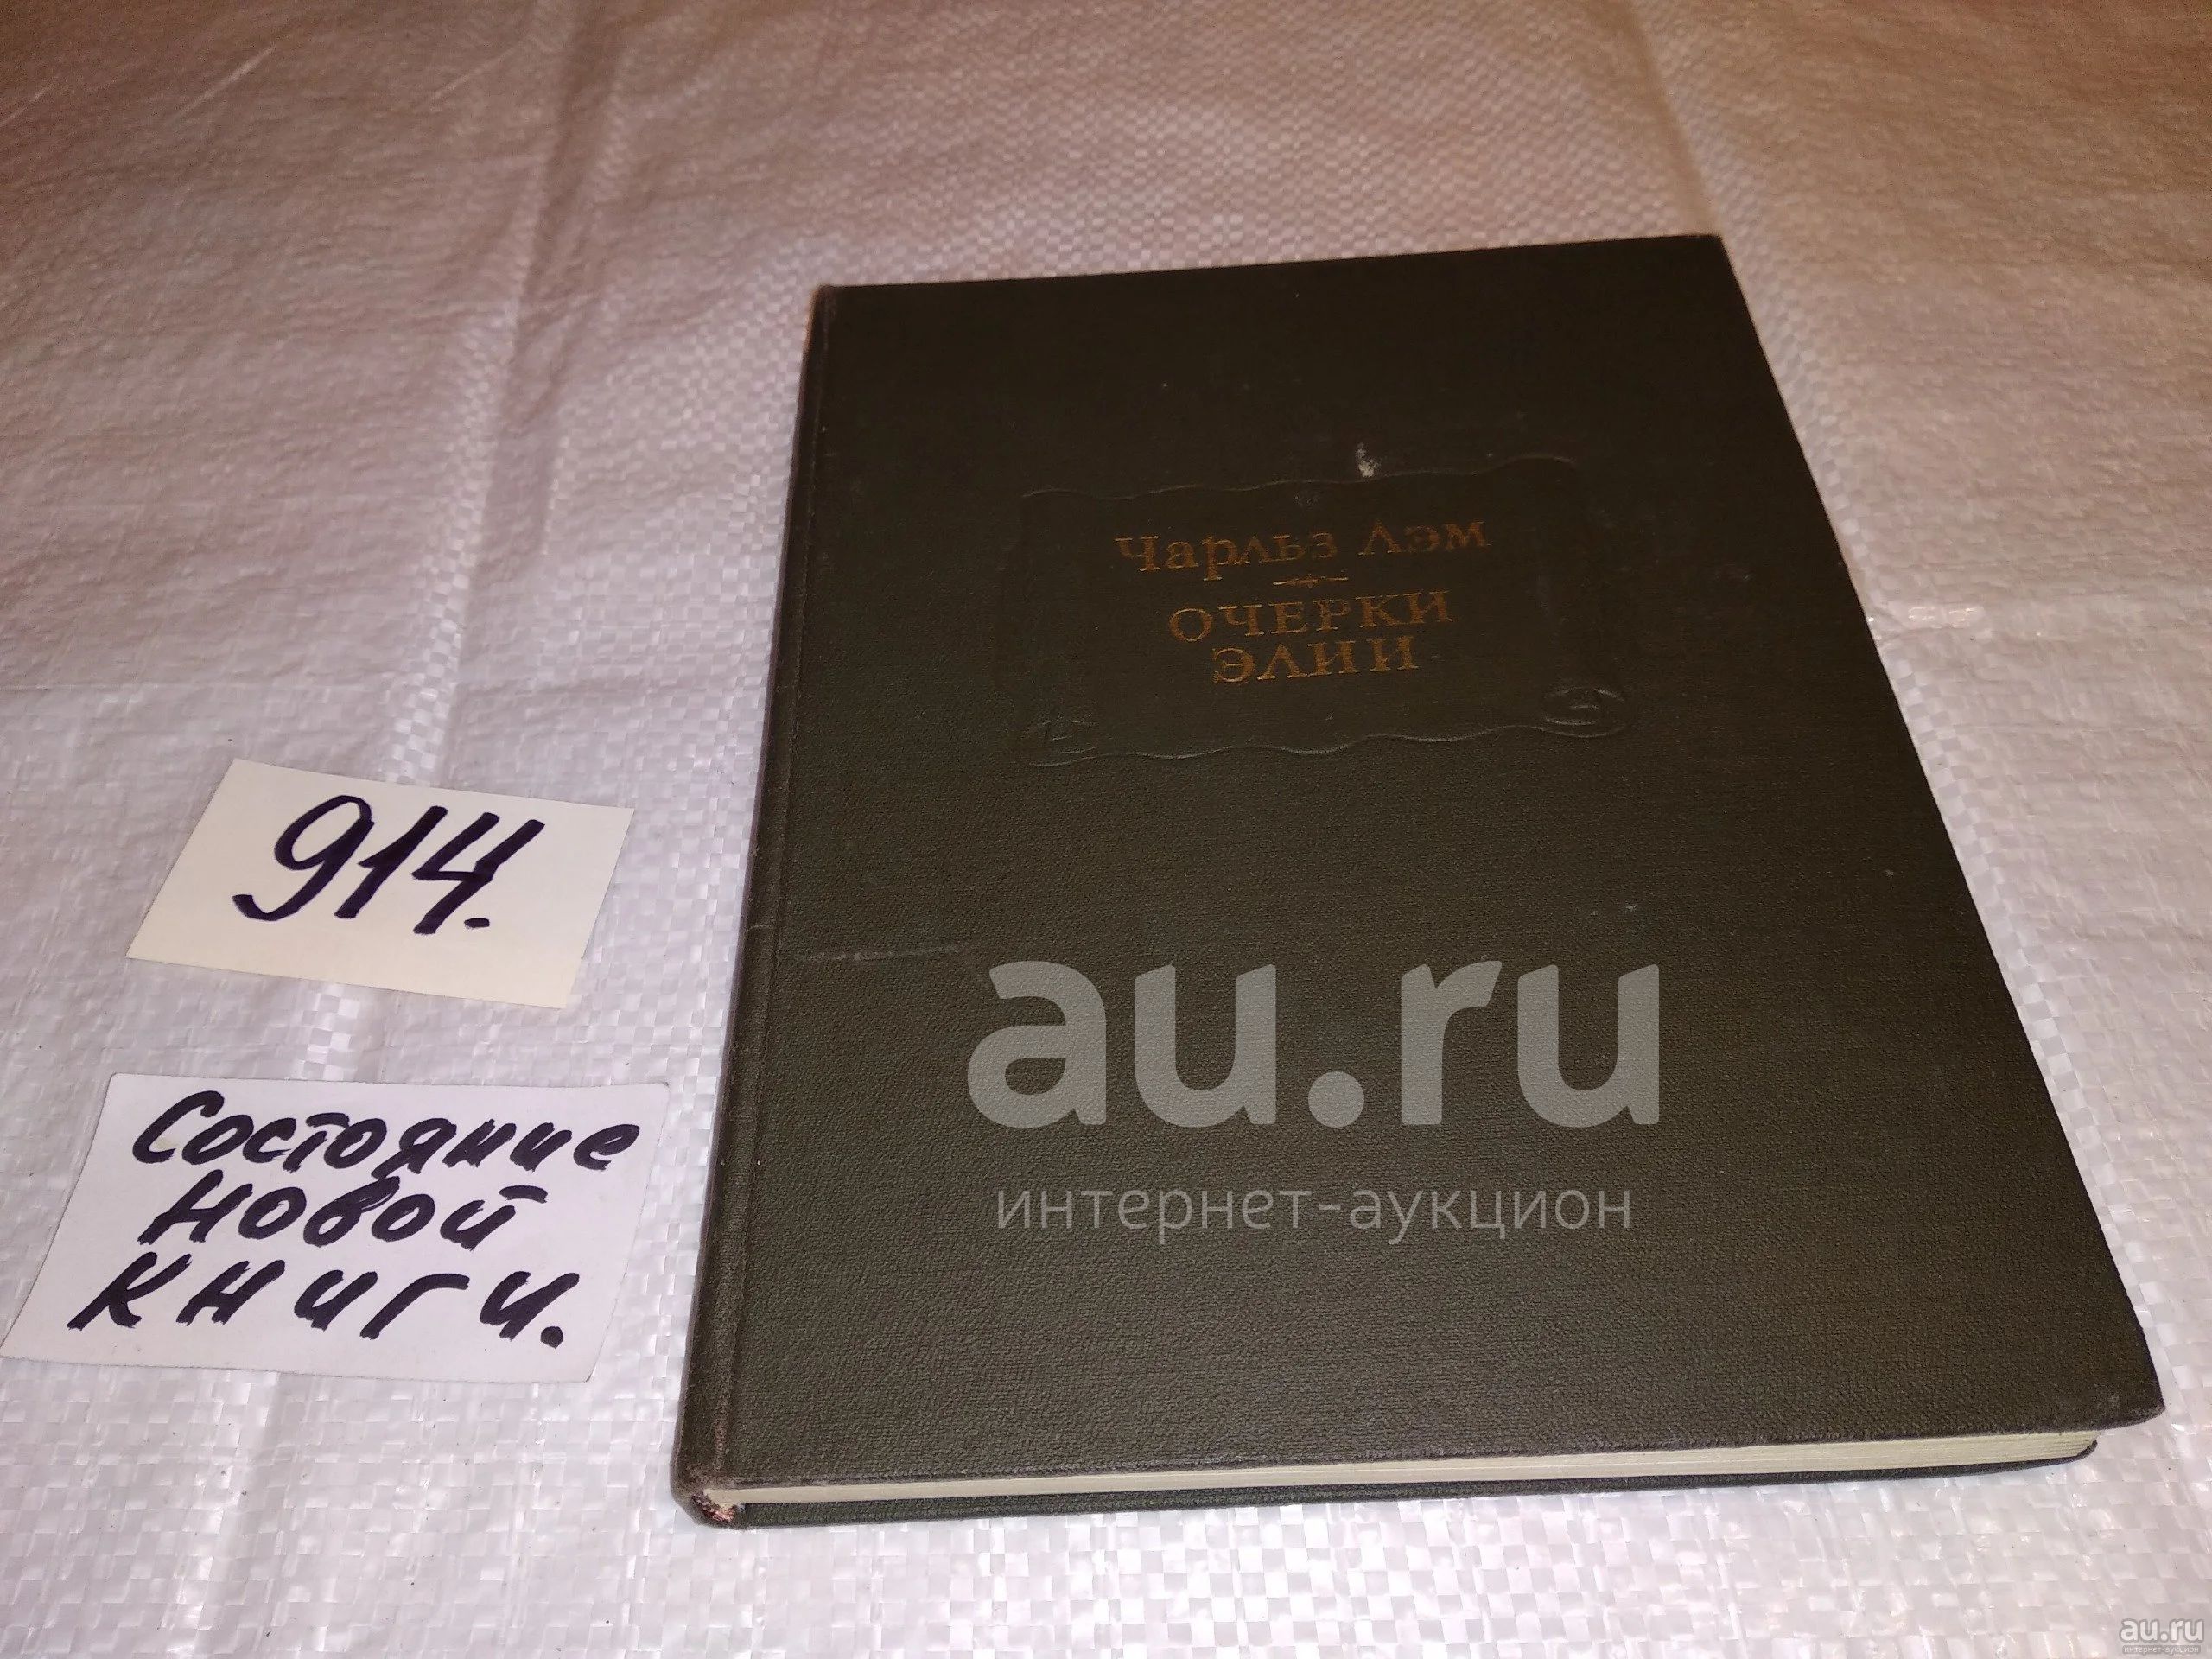 Чарльз Лэм
ОЧЕРКИ
ЭЛИИ
914.
Состояние
новой
книги.
au.ru
интернет-аукцион
au.ru
интернет-аукцион